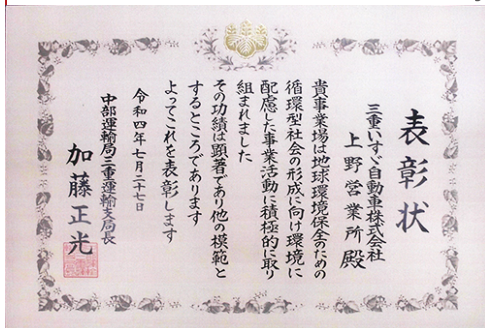 表彰状
三重いすゞ自動車株式会社
上野営業所殿
貴事業場は地球環境保全のための
循環型社会の形成に向け環境に
配慮した事業活動に積極的に取り
組まれました
その功績は顕著であり他の模範と
するところであります
よってこれを表彰します
令和四年七月二十七日
中部運輸局三重運輸支局長
加藤正光